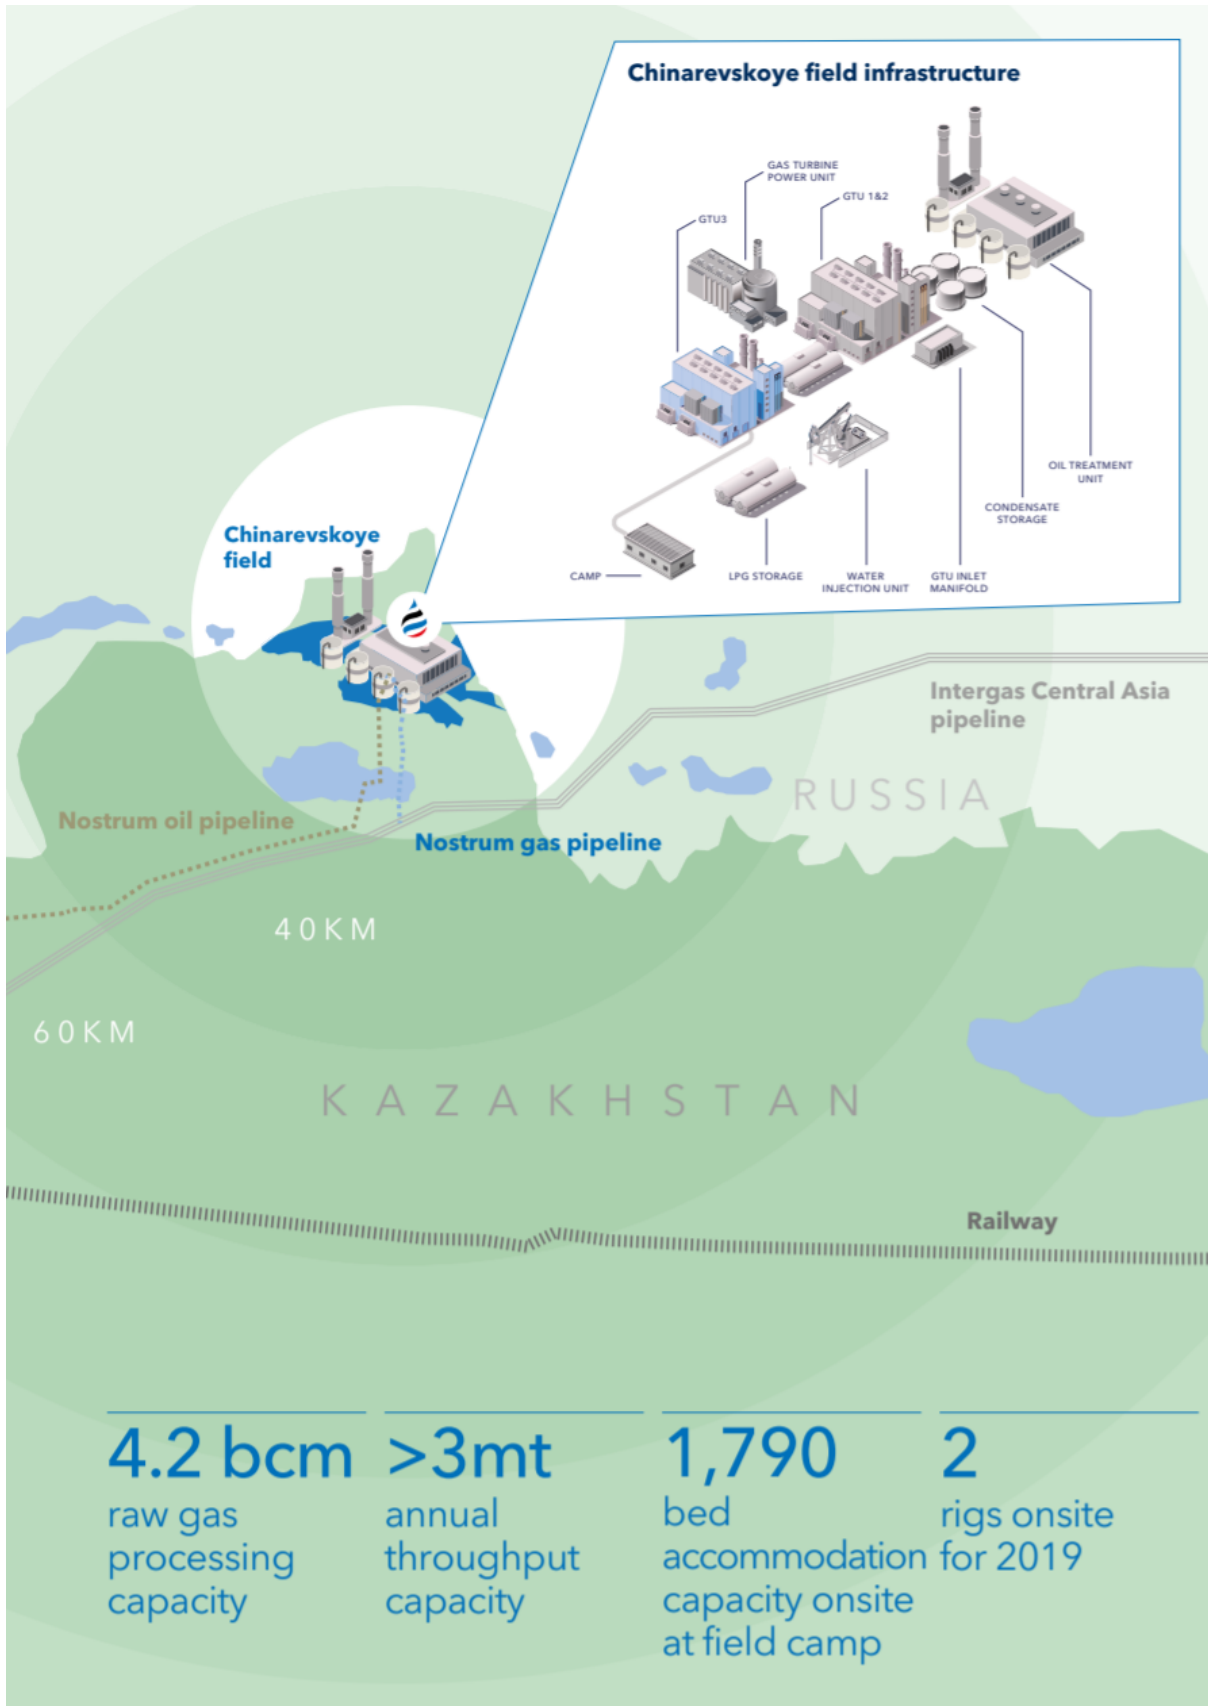 Chinarevskoye field infrastructure
GAS TURBINE
POWER UNIT
GTU 1&2
GTU3
OIL TREATMENT
UNIT
CONDENSATE
STORAGE
CAMP
LPG STORAGE
WATER
INJECTION UNIT
GTU INLET
MANIFOLD
Chinarevskoye
field
Intergas Central Asia
pipeline
RUSSIA
Nostrum oil pipeline
Nostrum gas pipeline
40KM
60KM
KAZAKHSTAN
Railway
4.2 bcm
raw gas
processing
capacity
>3mt
annual
throughput
capacity
1,790
bed
accommodation
capacity onsite
at field camp
2
rigs onsite
for 2019